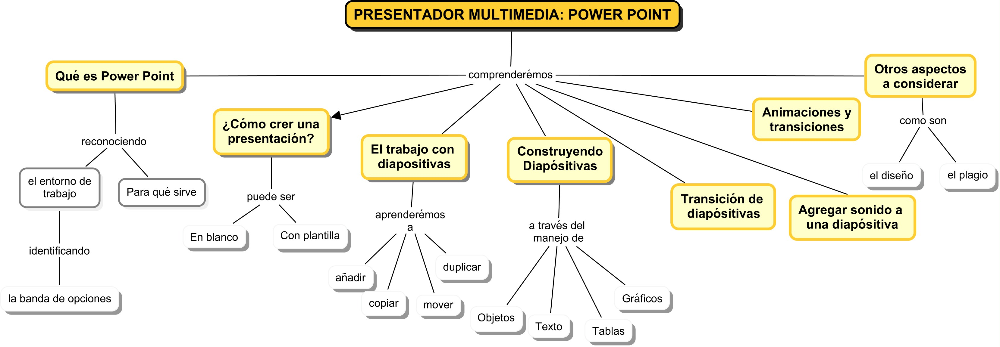 PRESENTADOR MULTIMEDIA: POWER POINT
comprenderémos
Qué es Power Point
reconociendo
el entorno de
trabajo
Para qué sirve
identificando
la banda de opciones
¿Cómo crer una
presentación?
puede ser
En blanco
Con plantilla
El trabajo con
diapositivas
aprenderémos
a
añadir
copiar
mover
duplicar
Construyendo
Diapósitivas
a través del
manejo de
Objetos
Texto
Tablas
Gráficos
Transición de
diapósitivas
Agregar sonido a
una diapósitiva
Animaciones y
transiciones
Otros aspectos
a considerar
como son
el diseño
el plagio